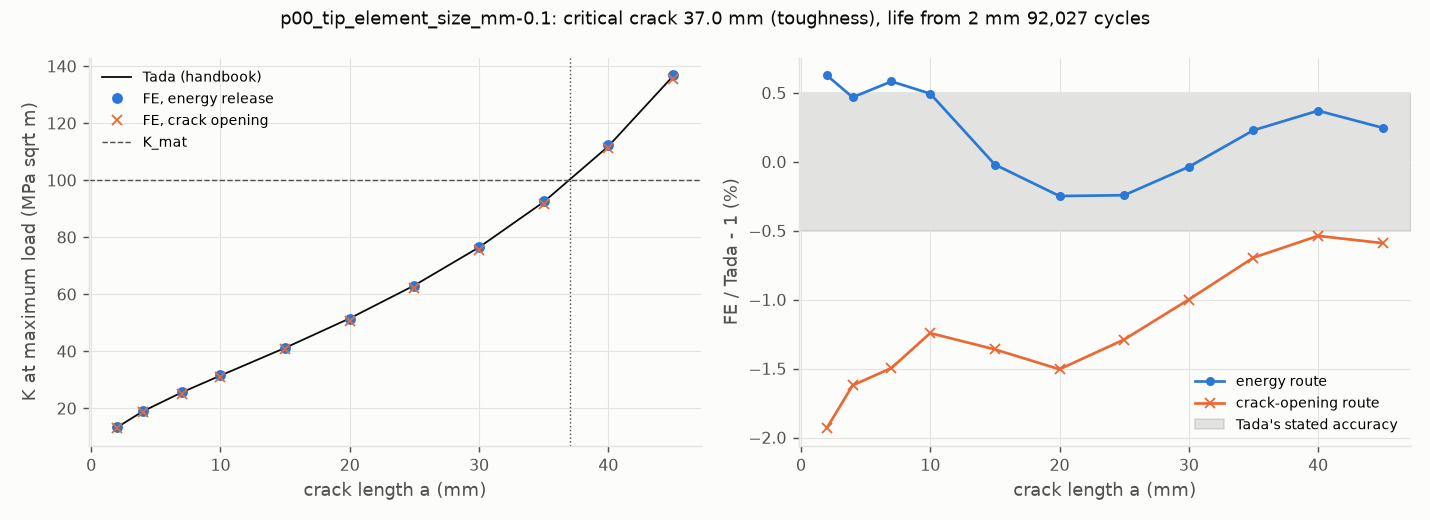 p00_tip_element_size_mm-0.1: critical crack 37.0 mm (toughness), life from 2 mm 92,027 cycles
K at maximum load (MPa sqrt m)
140
120
100
80
60
40
20
Tada (handbook)
FE, energy release
FE, crack opening
K_mat
0
10
20
30
40
crack length a (mm)
FE / Tada - 1 (%)
0.5
0.0
−0.5
−1.0
−1.5
−2.0
energy route
crack-opening route
Tada's stated accuracy
0
10
20
30
40
crack length a (mm)